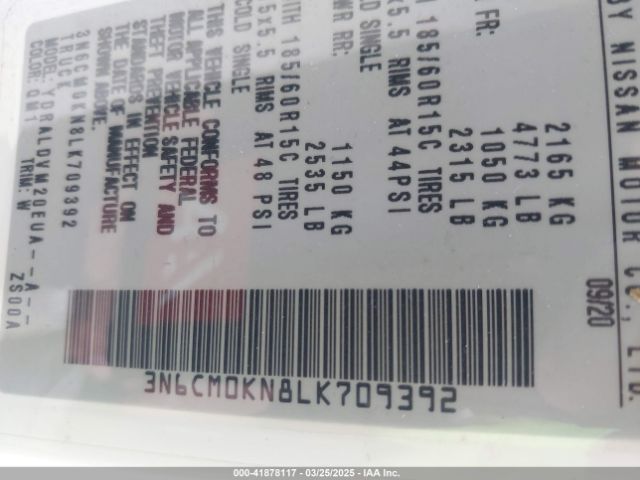 BY NISSAN MOTOR CO., LTD.
09/20
2165 KG
4773 LB
FR:
1050 KG
2315 LB
185/60R15C TIRES
5.5 RIMS AT 44PSI
SINGLE
WR RR:
1150 KG
2535 LB
185/60R15C TIRES
5X5.5 RIMS AT 48 PSI
COLD SINGLE
THIS VEHICLE CONFORMS TO
ALL APPLICABLE FEDERAL
MOTOR VEHICLE SAFETY AND
THEFT PREVENTION
STANDARDS IN EFFECT ON
THE DATE OF MANUFACTURE
SHOWN ABOVE.
3N6CM0KN8LK709392
TRUCK
MODEL: YDRALDYM20EUA--A--
COLOR: QM1 TRIM: W ZS00A
3N6CM0KN8LK709392
000-41878117 - 03/25/2025 - IAA Inc.